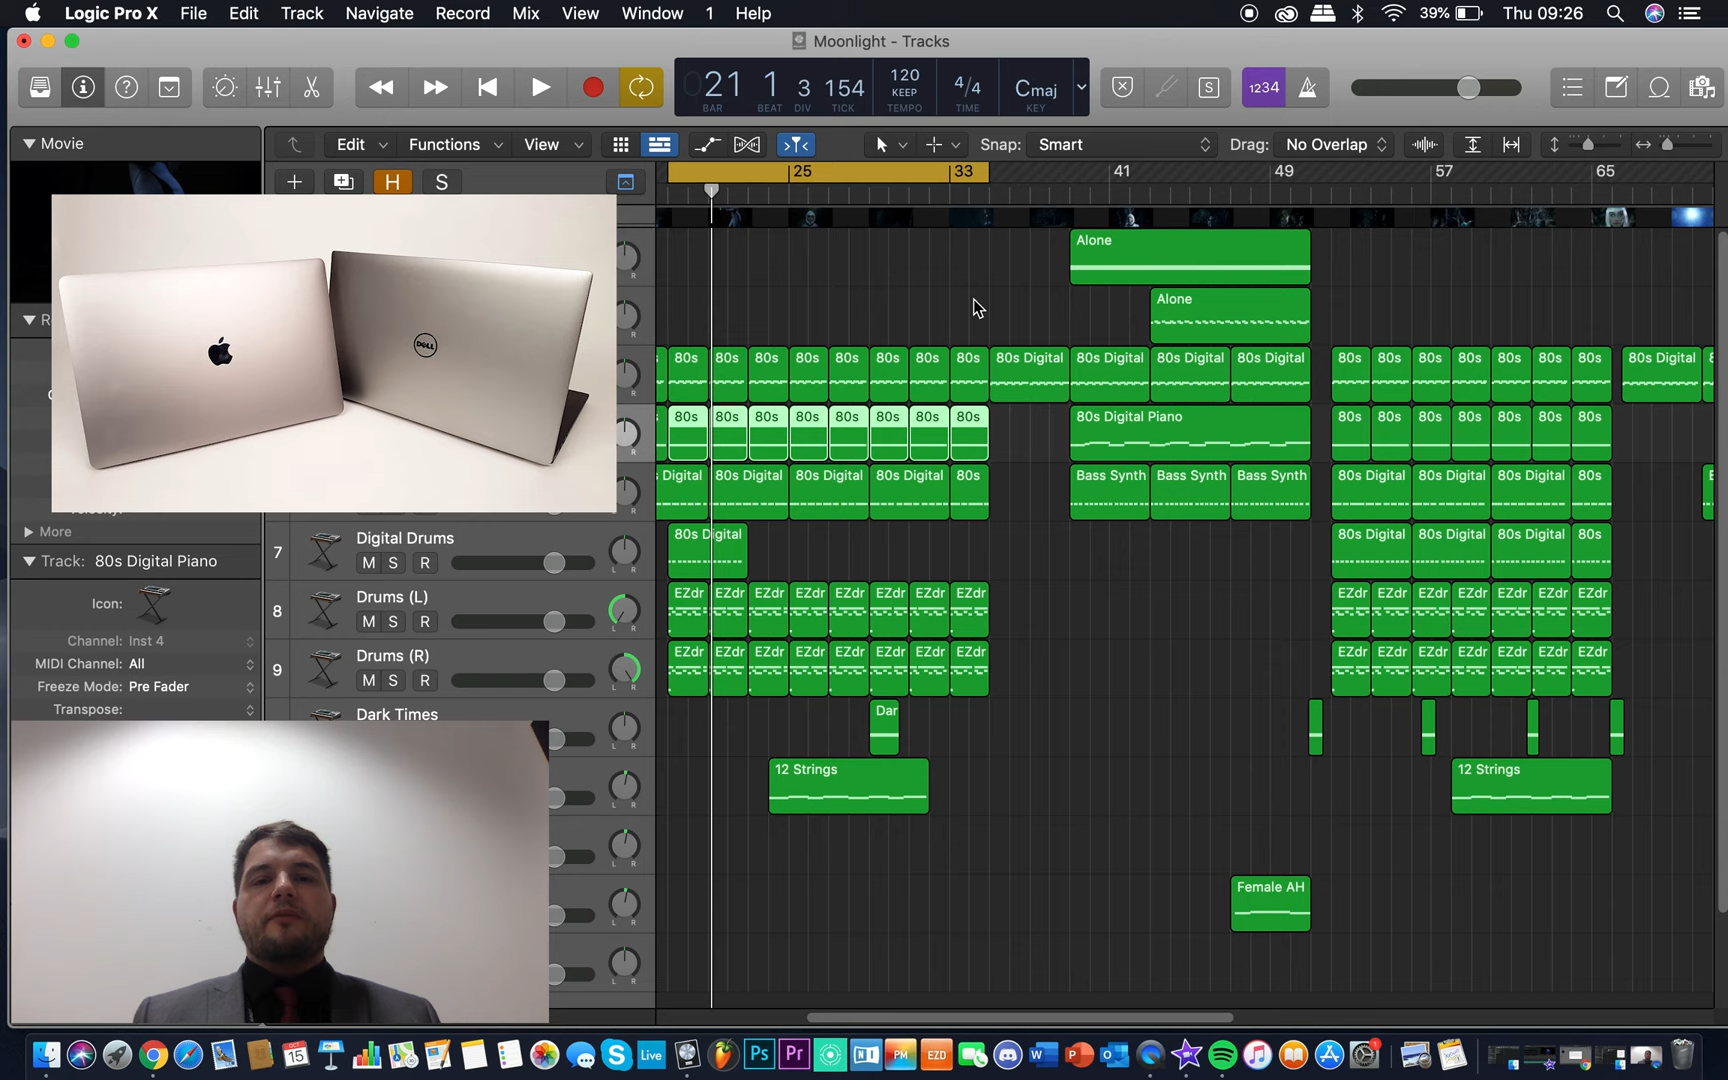 Logic Pro X File Edit Track Navigate Record Mix View Window 1 Help
39% Thu 09:26
Moonlight - Tracks
021 1 3 154 120 KEEP 4/4 Cmaj
BAR BEAT DIV TICK TEMPO TIME KEY
S 1234
Movie
Edit Functions View Snap: Smart Drag: No Overlap
H S
25 33 41 49 57 65
Alone
Alone
80s 80s 80s 80s 80s 80s 80s 80s 80s Digital 80s Digital 80s Digital 80s Digital 80s 80s 80s 80s 80s 80s 80s 80s Digital
80s 80s 80s 80s 80s 80s 80s 80s 80s Digital Piano 80s 80s 80s 80s 80s 80s 80s
Digital 80s Digital 80s Digital 80s Digital 80s Bass Synth Bass Synth Bass Synth 80s Digital 80s Digital 80s Digital 80s
More
7 Digital Drums 80s Digital 80s Digital 80s Digital 80s Digital 80s
M S R L R
8 Drums (L) EZdr EZdr EZdr EZdr EZdr EZdr EZdr EZdr EZdr EZdr EZdr EZdr EZdr EZdr EZdr
M S R L R
9 Drums (R) EZdr EZdr EZdr EZdr EZdr EZdr EZdr EZdr EZdr EZdr EZdr EZdr EZdr EZdr EZdr
M S R L R
Track: 80s Digital Piano
Icon:
Channel: Inst 4
MIDI Channel: All
Freeze Mode: Pre Fader
Transpose:
Dark Times Dar
12 Strings 12 Strings
Female AH
DELL
OCT 15 Live Ps Pr N PM EZD W P 1